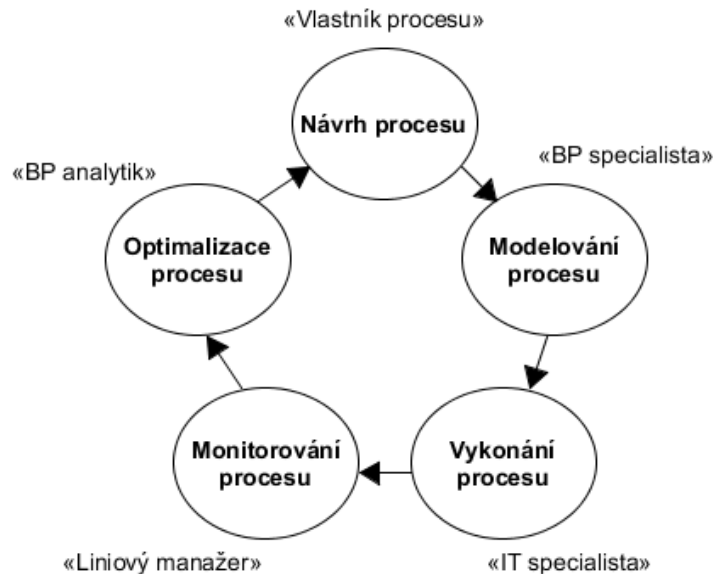 «Vlastník procesu»
Návrh procesu
«BP specialista»
Modelování
procesu
Vykonání
procesu
«IT specialista»
Monitorování
procesu
«Liniový manažer»
Optimalizace
procesu
«BP analytik»